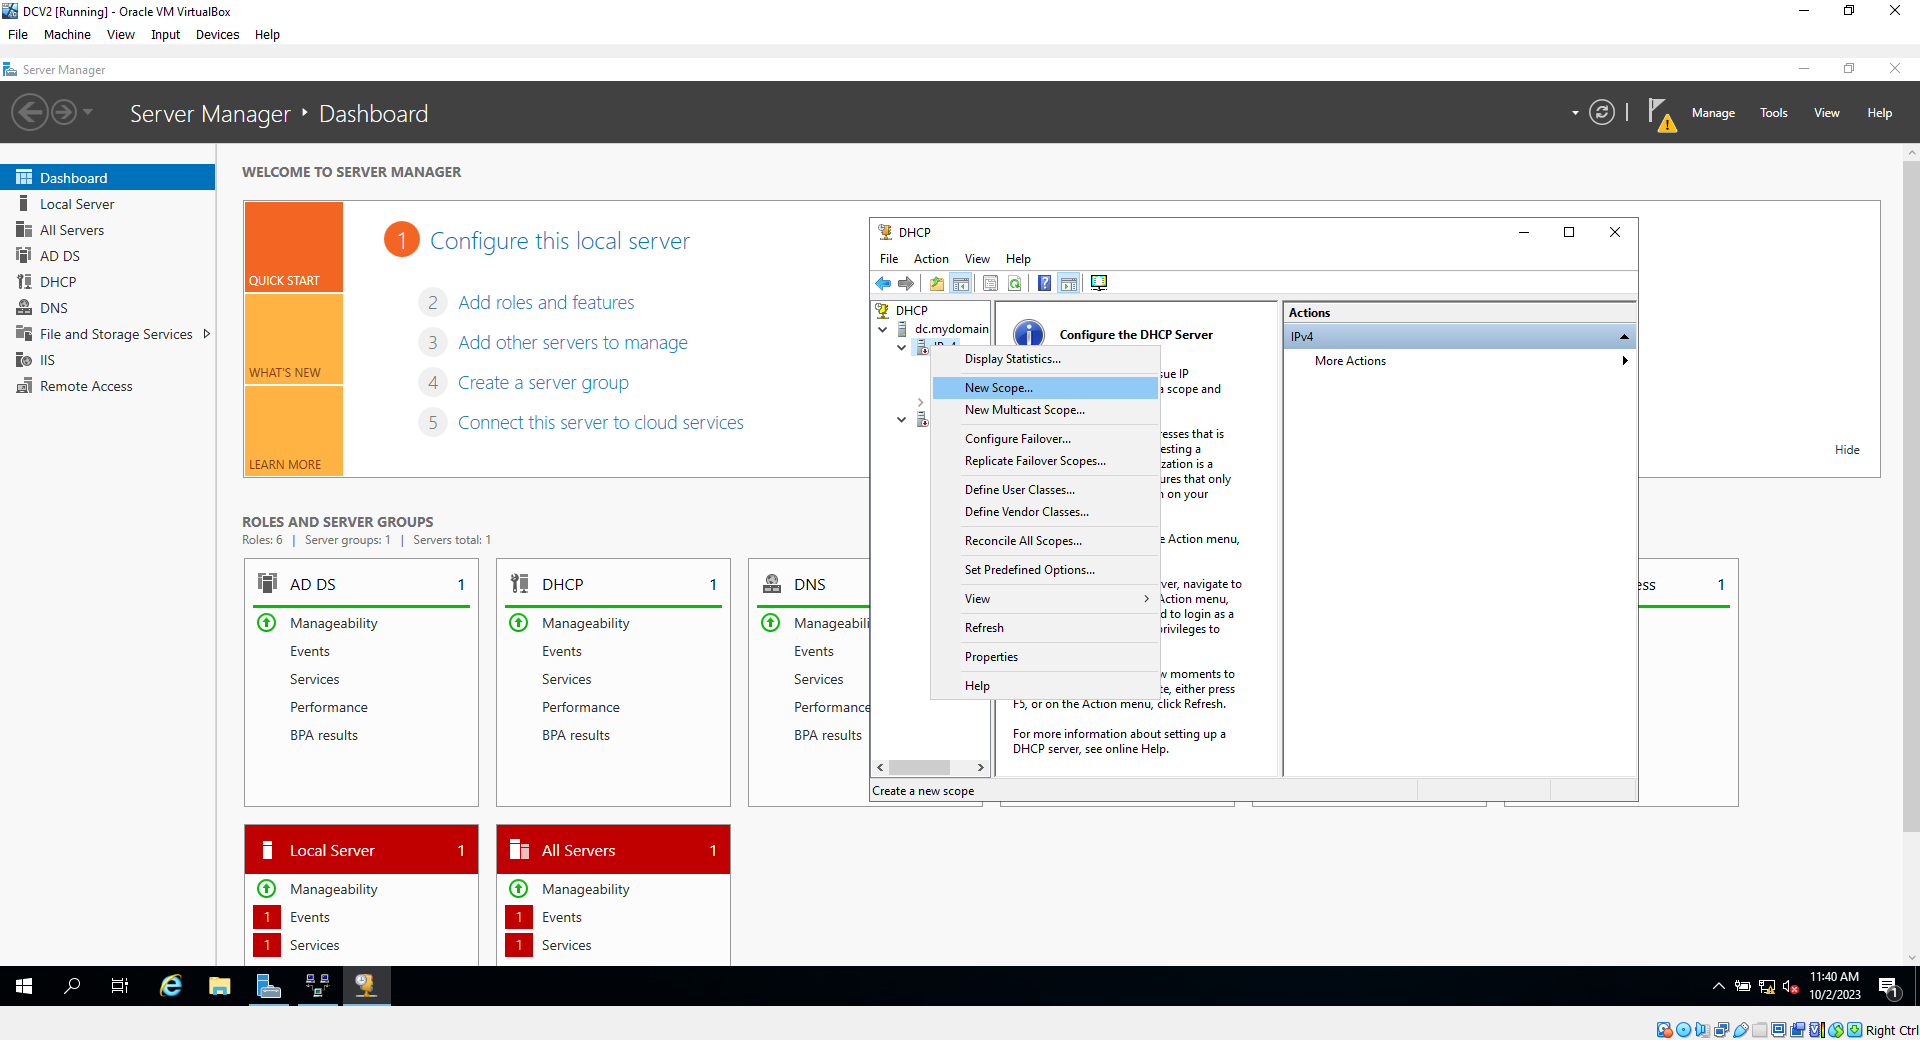 DCV2 [Running] - Oracle VM VirtualBox
File Machine View Input Devices Help
Server Manager
Server Manager Dashboard
Manage Tools View Help
Dashboard
Local Server
All Servers
AD DS
DHCP
DNS
File and Storage Services
IIS
Remote Access
WELCOME TO SERVER MANAGER
QUICK START
WHAT'S NEW
LEARN MORE
1 Configure this local server
2 Add roles and features
3 Add other servers to manage
4 Create a server group
5 Connect this server to cloud services
Hide
ROLES AND SERVER GROUPS
Roles: 6 | Server groups: 1 | Servers total: 1
AD DS 1
Manageability
Events
Services
Performance
BPA results
DHCP 1
Manageability
Events
Services
Performance
BPA results
DNS
Manageabili
Events
Services
Performance
BPA results
ess 1
Local Server 1
Manageability
1 Events
1 Services
All Servers 1
Manageability
1 Events
1 Services
DHCP
File Action View Help
DHCP
dc.mydomain
Display Statistics...
New Scope...
New Multicast Scope...
Configure Failover...
Replicate Failover Scopes...
Define User Classes...
Define Vendor Classes...
Reconcile All Scopes...
Set Predefined Options...
View
Refresh
Properties
Help
Configure the DHCP Server
sue IP
a scope and
esses that is
esting a
zation is a
ures that only
on your
e Action menu,
ver, navigate to
Action menu,
d to login as a
privileges to
w moments to
te, either press
F5, or on the Action menu, click Refresh.
For more information about setting up a
DHCP server, see online Help.
Actions
IPv4
More Actions
Create a new scope
11:40 AM
10/2/2023
1
Right Ctrl